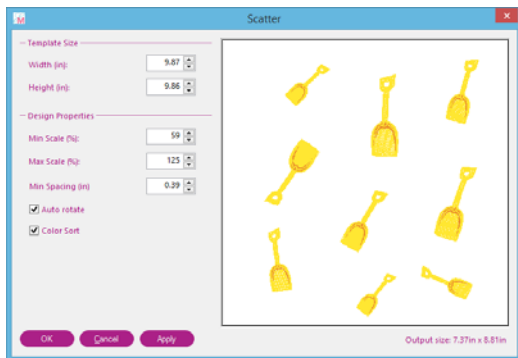 Scatter
Template Size
Width (in):
9.87
Height (in):
9.86
Design Properties
Min Scale (%):
59
Max Scale (%):
125
Min Spacing (in)
0.39
Auto rotate
Color Sort
OK
Cancel
Apply
Output size: 7.37in x 8.81in